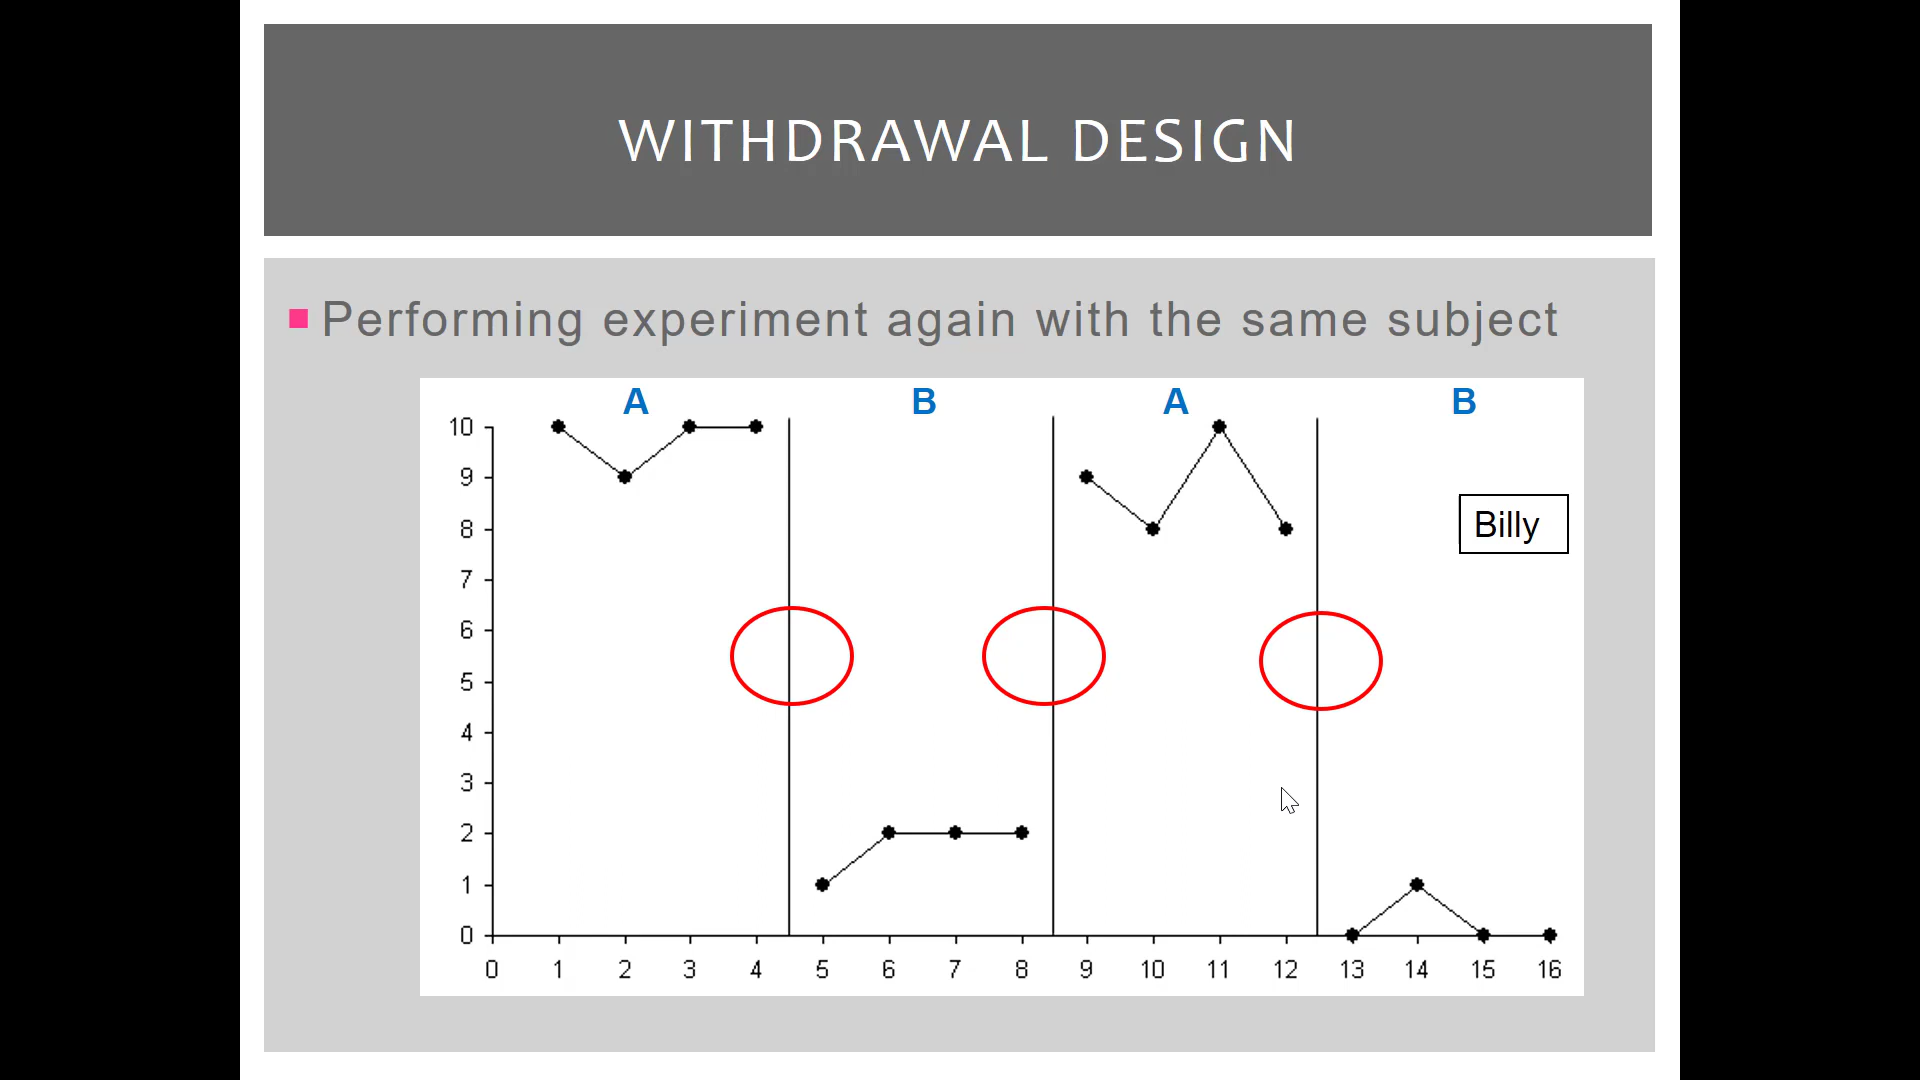 WITHDRAWAL DESIGN
Performing experiment again with the same subject
A B A B
10
9
8
Billy
7
6
5
4
3
2
1
0
0 1 2 3 4 5 6 7 8 9 10 11 12 13 14 15 16